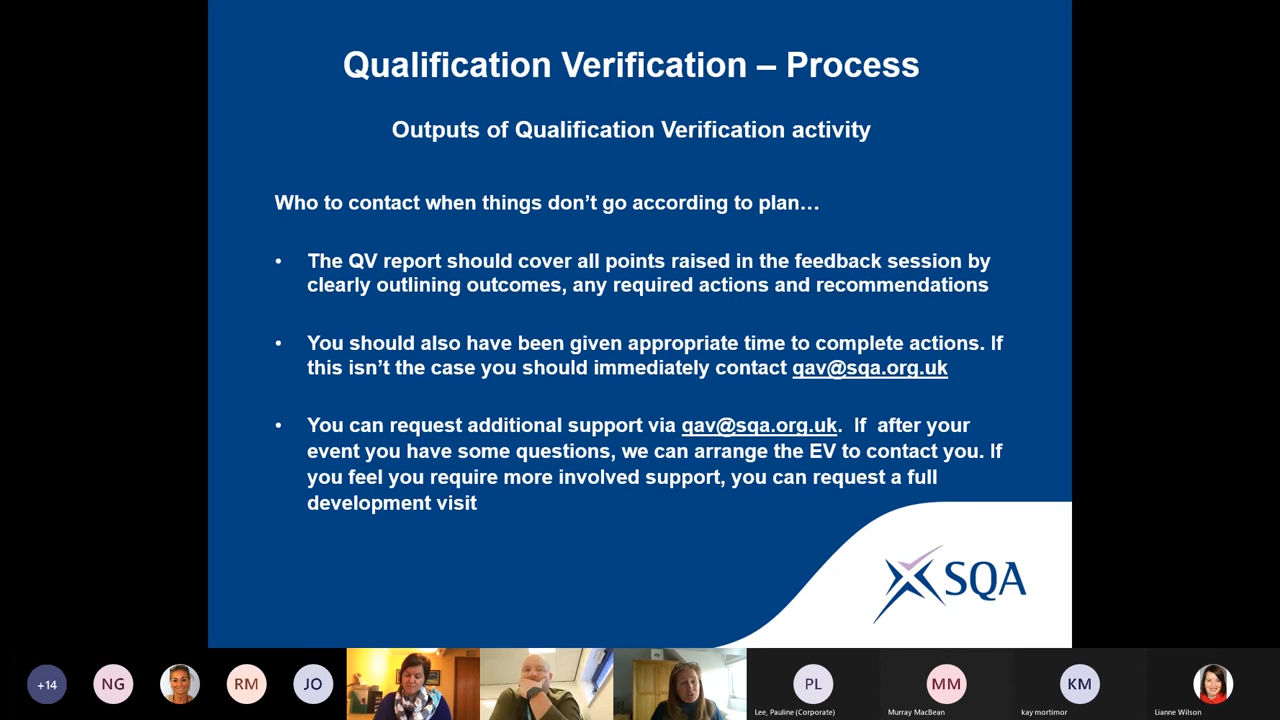 Qualification Verification – Process
Outputs of Qualification Verification activity
Who to contact when things don’t go according to plan…
• The QV report should cover all points raised in the feedback session by
clearly outlining outcomes, any required actions and recommendations
• You should also have been given appropriate time to complete actions. If
this isn’t the case you should immediately contact qav@sqa.org.uk
• You can request additional support via qav@sqa.org.uk. If after your
event you have some questions, we can arrange the EV to contact you. If
you feel you require more involved support, you can request a full
development visit
SQA
+14
NG
RM
JO
PL
MM
KM
Lee, Pauline (Corporate)
Murray MacBean
kay mortimor
Lianne Wilson